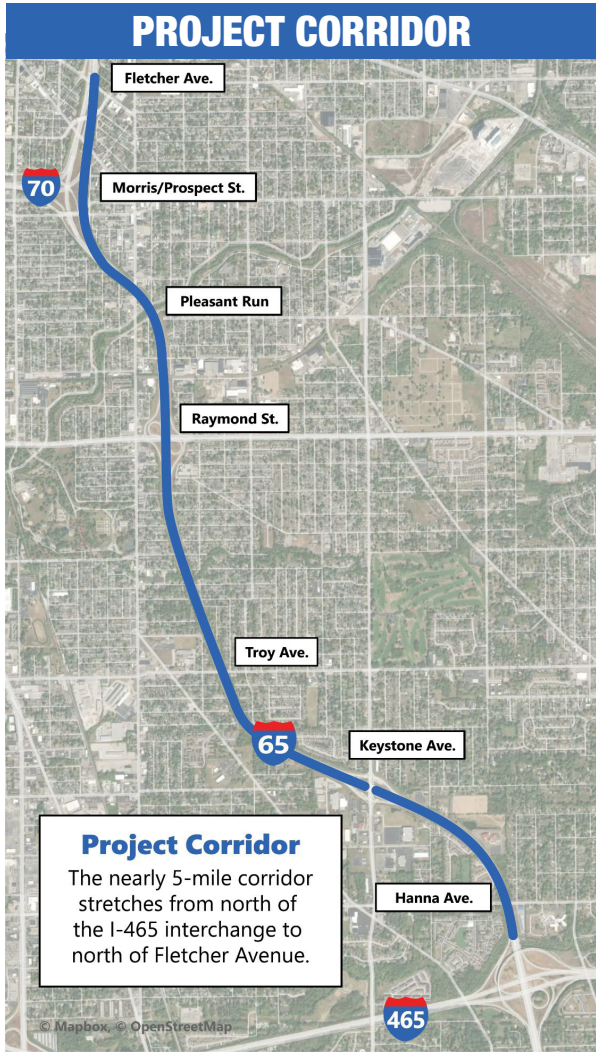 PROJECT CORRIDOR
Fletcher Ave.
70
Morris/Prospect St.
Pleasant Run
Raymond St.
Troy Ave.
65
Keystone Ave.
Project Corridor
The nearly 5-mile corridor
stretches from north of
the I-465 interchange to
north of Fletcher Avenue.
Hanna Ave.
465
© Mapbox, © OpenStreetMap